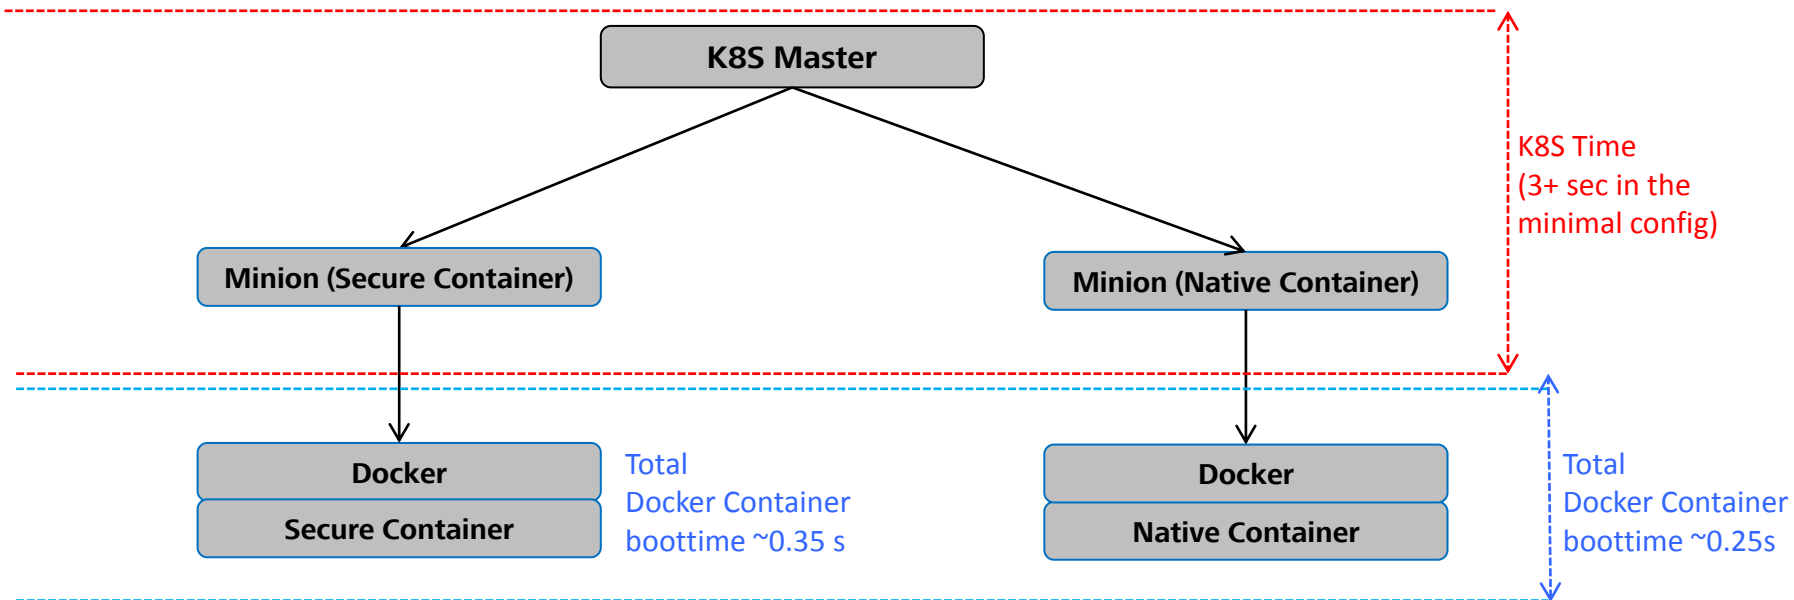 K8S Master
K8S Time
(3+ sec in the
minimal config)
Minion (Secure Container)
Minion (Native Container)
Docker
Secure Container
Total
Docker Container
boottime ~0.35 s
Docker
Native Container
Total
Docker Container
boottime ~0.25s